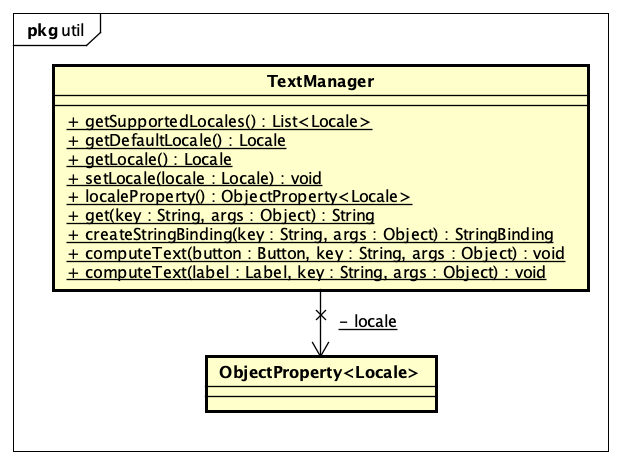 pkg util
TextManager
+ getSupportedLocales() : List<Locale>
+ getDefaultLocale() : Locale
+ getLocale() : Locale
+ setLocale(locale : Locale) : void
+ localeProperty() : ObjectProperty<Locale>
+ get(key : String, args : Object) : String
+ createStringBinding(key : String, args : Object) : StringBinding
+ computeText(button : Button, key : String, args : Object) : void
+ computeText(label : Label, key : String, args : Object) : void
- locale
ObjectProperty<Locale>